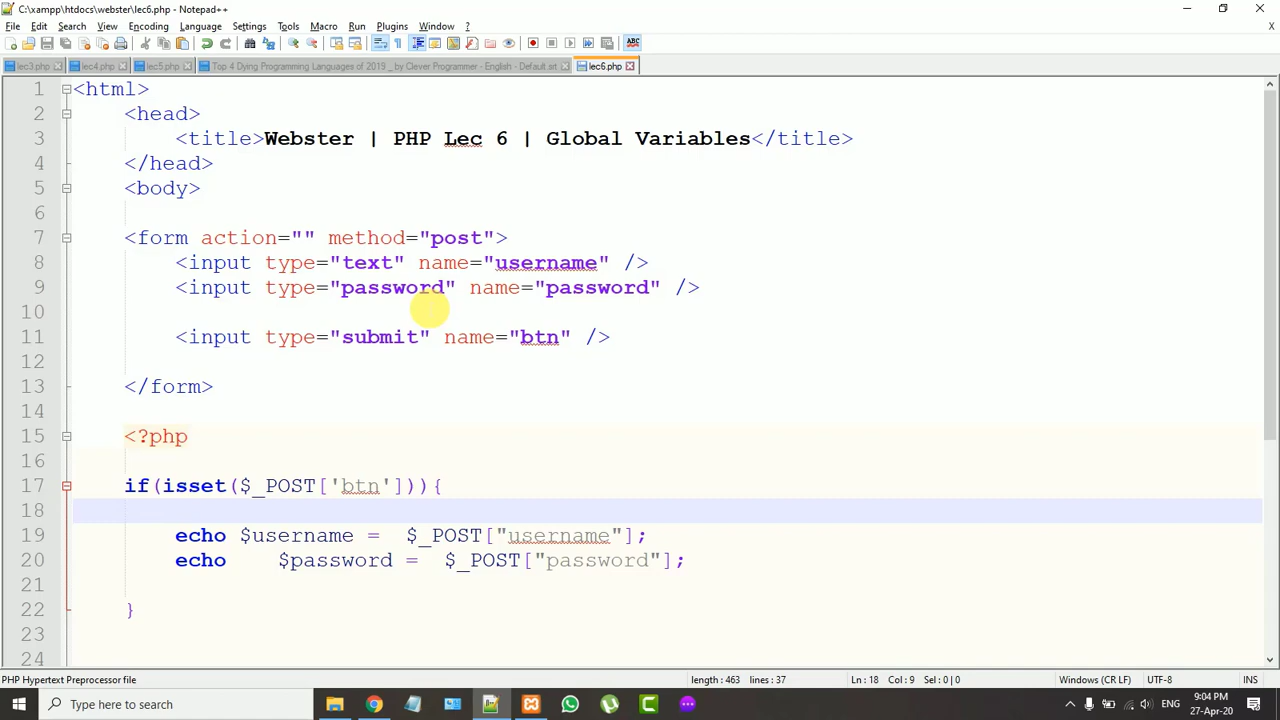 C:\xampp\htdocs\webster\lec6.php - Notepad++
File Edit Search View Encoding Language Settings Tools Macro Run Plugins Window ?
lec3.php lec4.php lec5.php Top 4 Dying Programming Languages of 2019 _ by Clever Programmer - English - Default.srt lec6.php
1 <html>
2 <head>
3 <title>Webster | PHP Lec 6 | Global Variables</title>
4 </head>
5 <body>
6
7 <form action="" method="post">
8 <input type="text" name="username" />
9 <input type="password" name="password" />
10
11 <input type="submit" name="btn" />
12
13 </form>
14
15 <?php
16
17 if(isset($_POST['btn'])){
18
19 echo $username = $_POST["username"];
20 echo $password = $_POST["password"];
21
22 }
23
24
PHP Hypertext Preprocessor file length : 463 lines : 37 Ln : 18 Col : 9 Sel : 0 | 0 Windows (CR LF) UTF-8 INS
Type here to search ENG 9:04 PM
27-Apr-20